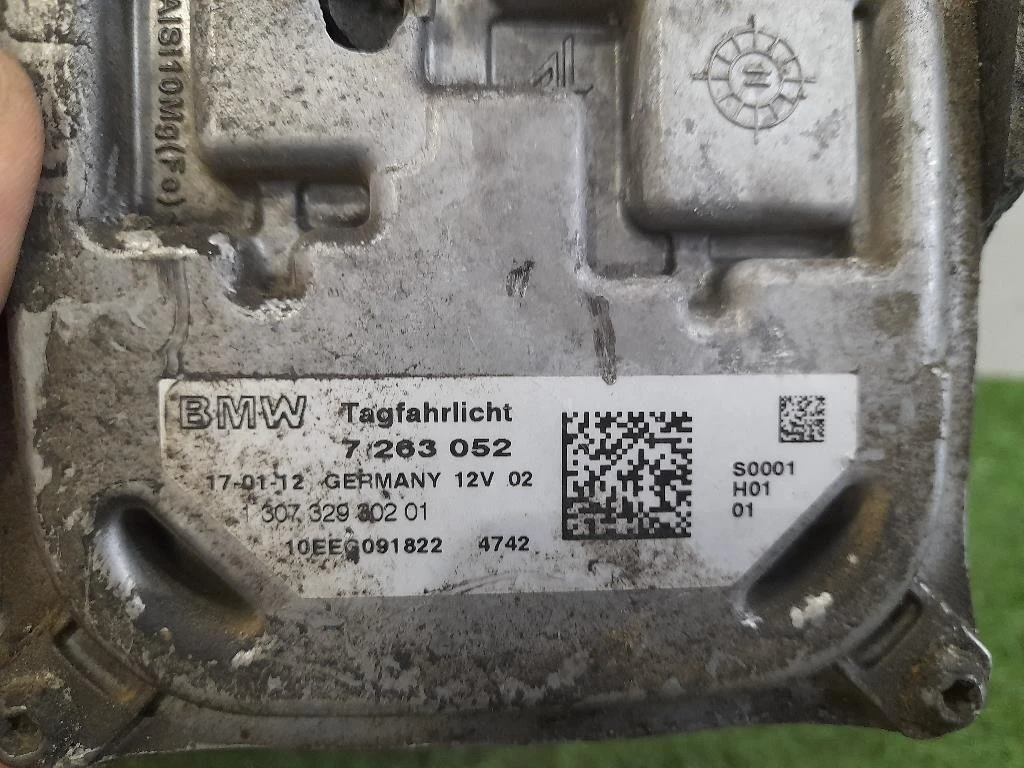 AlSi10Mg(Fe)
BMW Tagfahrlicht
7 263 052
17-01-12 GERMANY 12V 02
1 307 329 302 01
10EEG091822 4742
S0001
H01
01